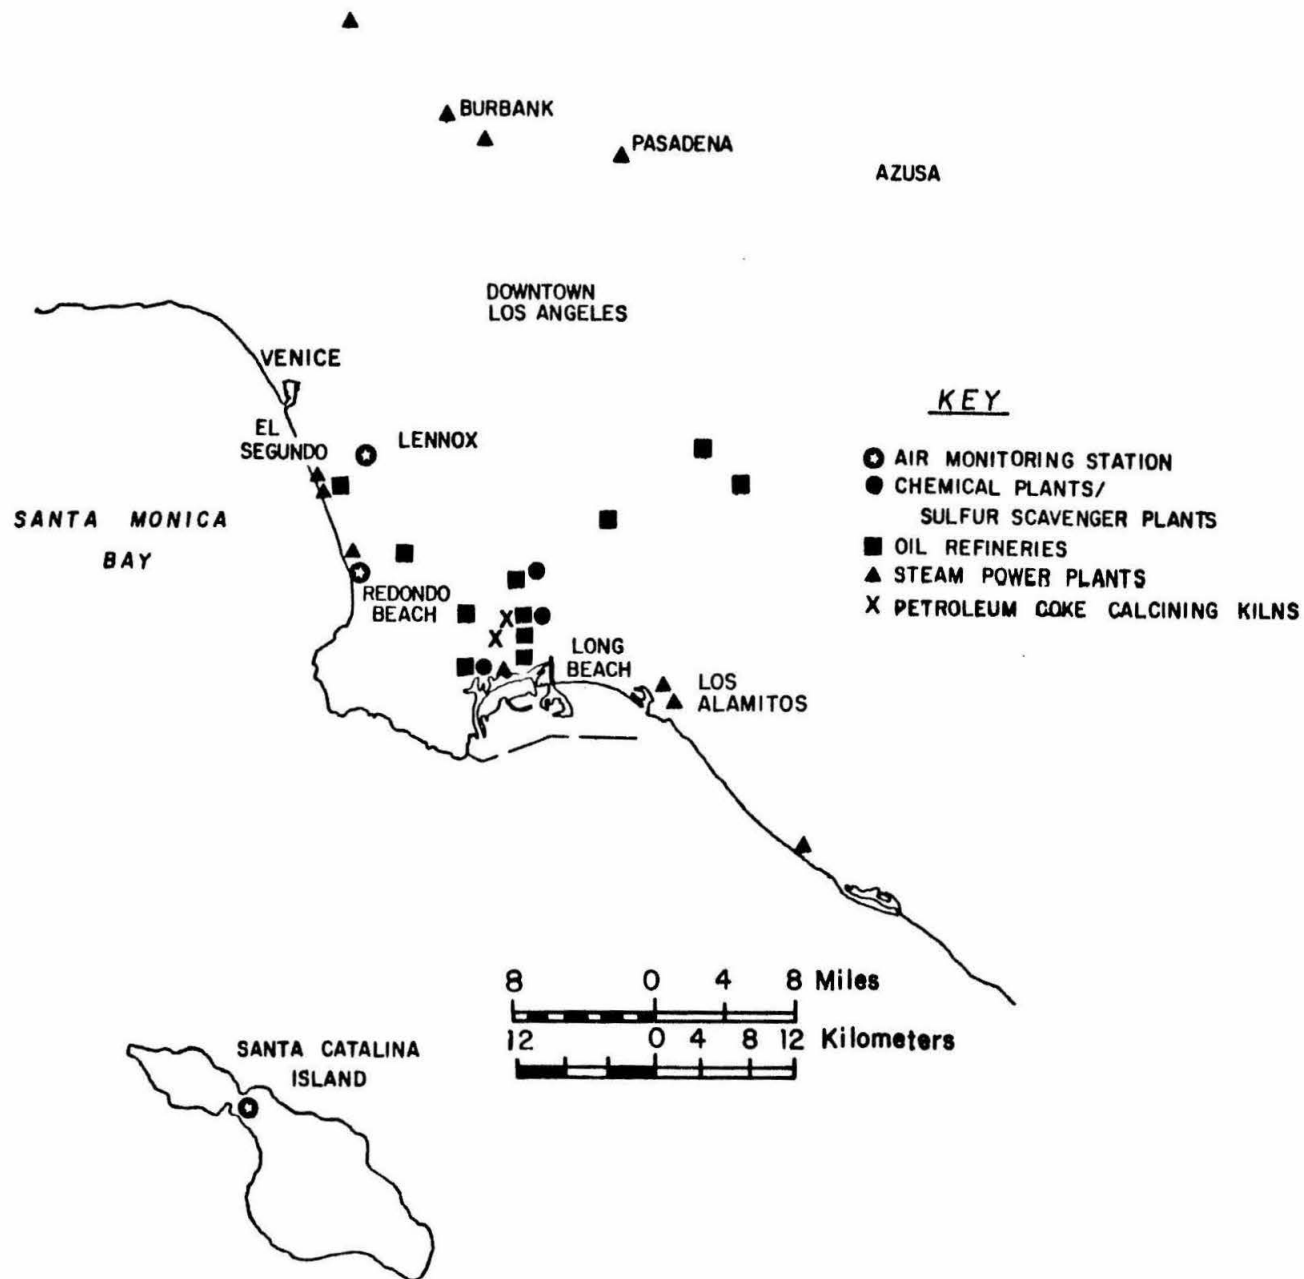 BURBANK
PASADENA
AZUSA
DOWNTOWN
LOS ANGELES
VENICE
EL
SEGUNDO
LENNOX
SANTA MONICA
BAY
REDONDO
BEACH
LONG
BEACH
LOS
ALAMITOS
KEY
AIR MONITORING STATION
CHEMICAL PLANTS/
SULFUR SCAVENGER PLANTS
OIL REFINERIES
STEAM POWER PLANTS
X PETROLEUM COKE CALCINING KILNS
X
X
8 0 4 8 Miles
12 0 4 8 12 Kilometers
SANTA CATALINA
ISLAND